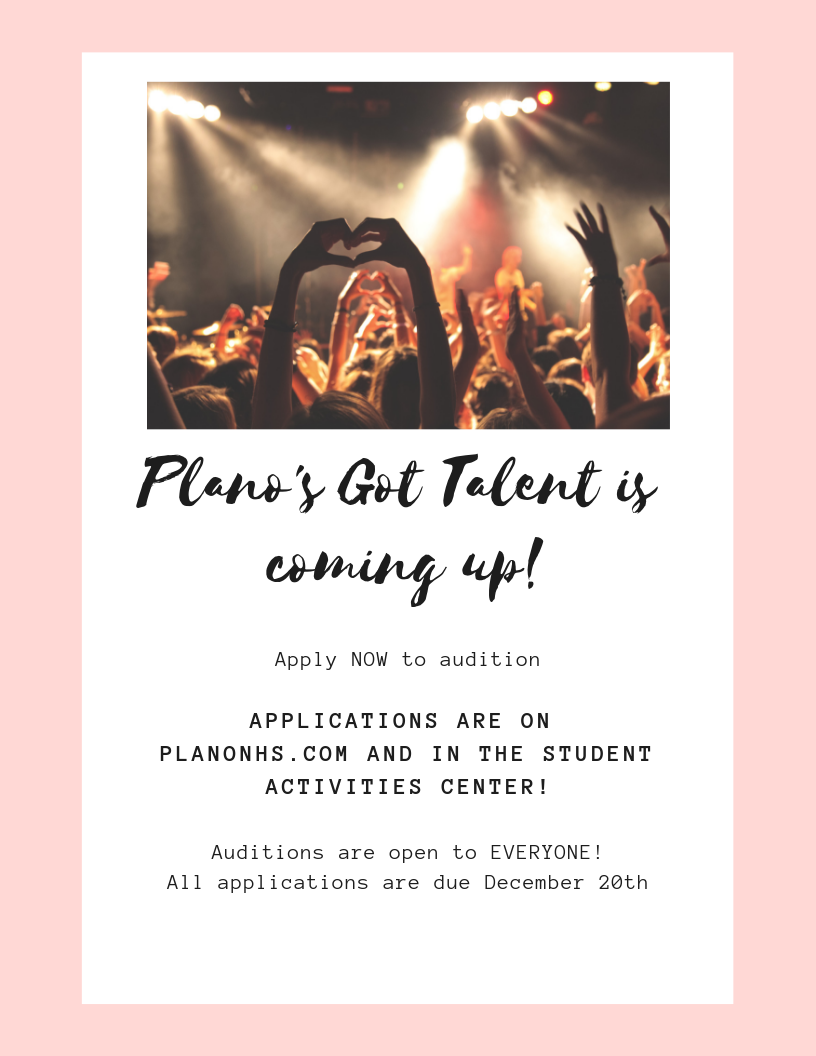 Plano's Got Talent is
coming up!
Apply NOW to audition
APPLICATIONS ARE ON
PLANONHS.COM AND IN THE STUDENT
ACTIVITIES CENTER!
Auditions are open to EVERYONE!
All applications are due December 20th